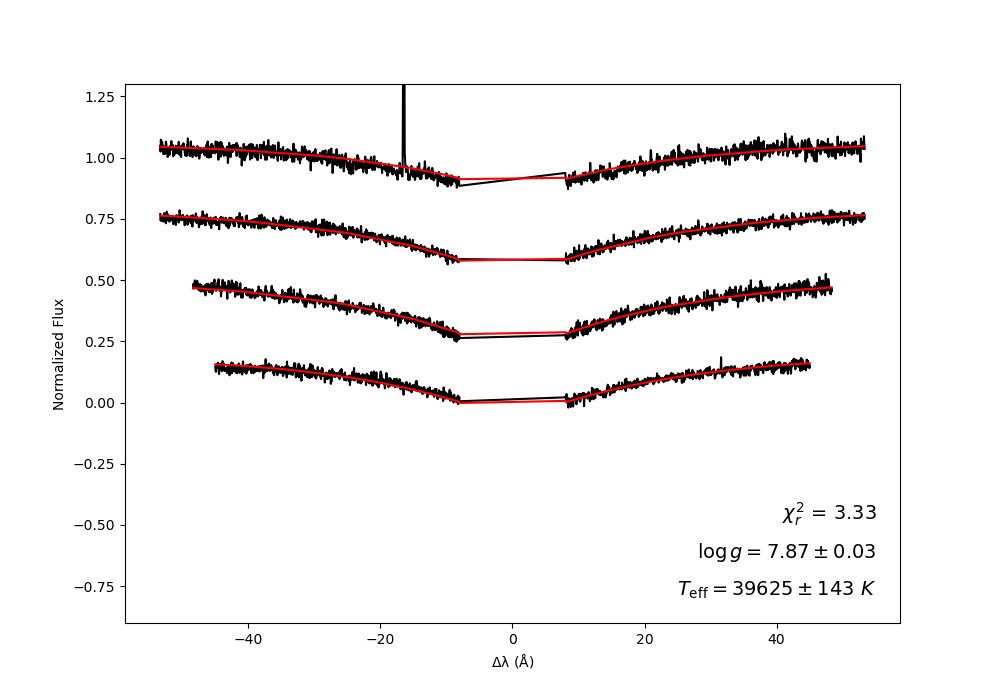 1.25
1.00
0.75
0.50
0.25
0.00
−0.25
−0.50
−0.75
Normalized Flux
χ²ᵣ = 3.33
log g = 7.87 ± 0.03
T_eff = 39625 ± 143 K
−40 −20 0 20 40
Δλ (Å)